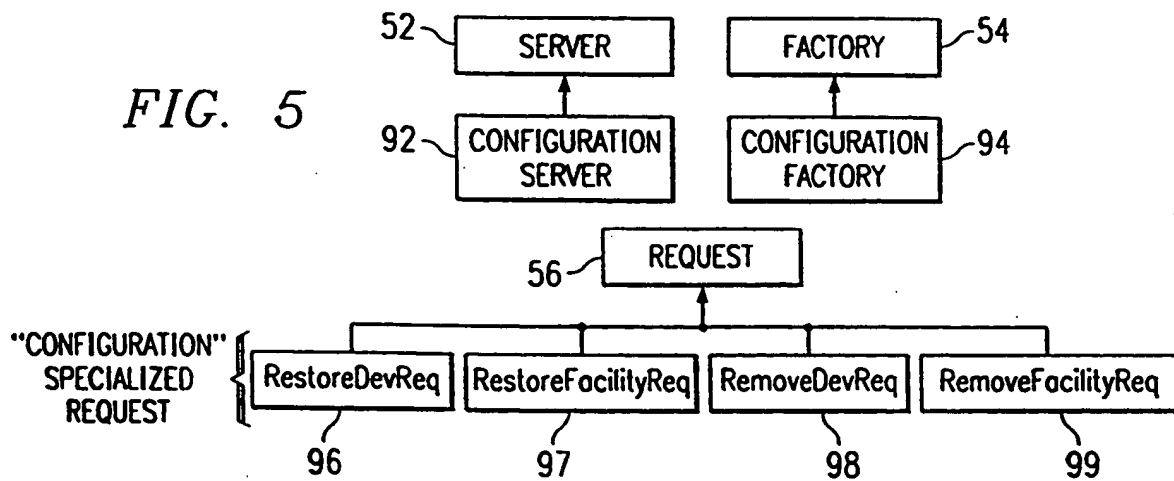 FIG. 5
52
SERVER
FACTORY
54
92
CONFIGURATION
SERVER
CONFIGURATION
FACTORY
94
56
REQUEST
"CONFIGURATION"
SPECIALIZED
REQUEST
RestoreDevReq
RestoreFacilityReq
RemoveDevReq
RemoveFacilityReq
96
97
98
99